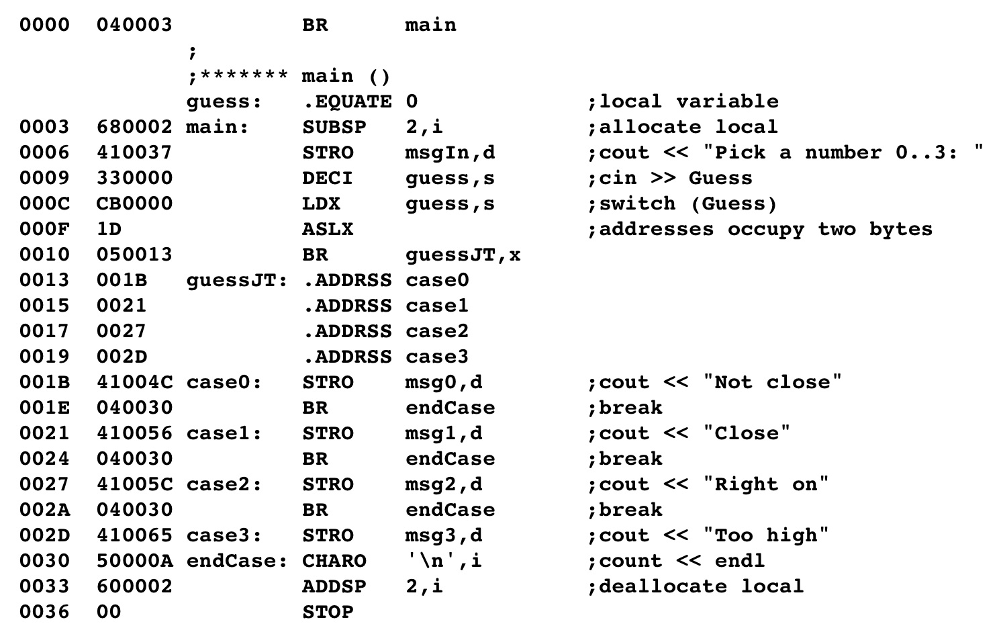 0000  040003           BR      main
             ;
             ;******* main ()
             guess:   .EQUATE 0             ;local variable
0003  680002 main:    SUBSP   2,i           ;allocate local
0006  410037          STRO    msgIn,d       ;cout << "Pick a number 0..3: "
0009  330000          DECI    guess,s       ;cin >> Guess
000C  CB0000          LDX     guess,s       ;switch (Guess)
000F  1D              ASLX                  ;addresses occupy two bytes
0010  050013          BR      guessJT,x
0013  001B   guessJT: .ADDRSS case0
0015  0021            .ADDRSS case1
0017  0027            .ADDRSS case2
0019  002D            .ADDRSS case3
001B  41004C case0:   STRO    msg0,d        ;cout << "Not close"
001E  040030          BR      endCase       ;break
0021  410056 case1:   STRO    msg1,d        ;cout << "Close"
0024  040030          BR      endCase       ;break
0027  41005C case2:   STRO    msg2,d        ;cout << "Right on"
002A  040030          BR      endCase       ;break
002D  410065 case3:   STRO    msg3,d        ;cout << "Too high"
0030  50000A endCase: CHARO   '\n',i        ;count << endl
0033  600002          ADDSP   2,i           ;deallocate local
0036  00              STOP